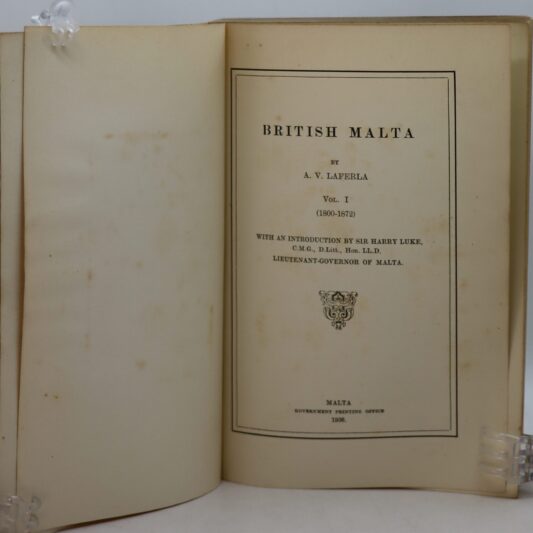 BRITISH MALTA
BY
A. V. LAFERLA
VOL. I
(1800-1872)
WITH AN INTRODUCTION BY SIR HARRY LUKE,
C.M.G., D.Litt., Hon. LL.D.
LIEUTENANT-GOVERNOR OF MALTA.
MALTA
GOVERNMENT PRINTING OFFICE